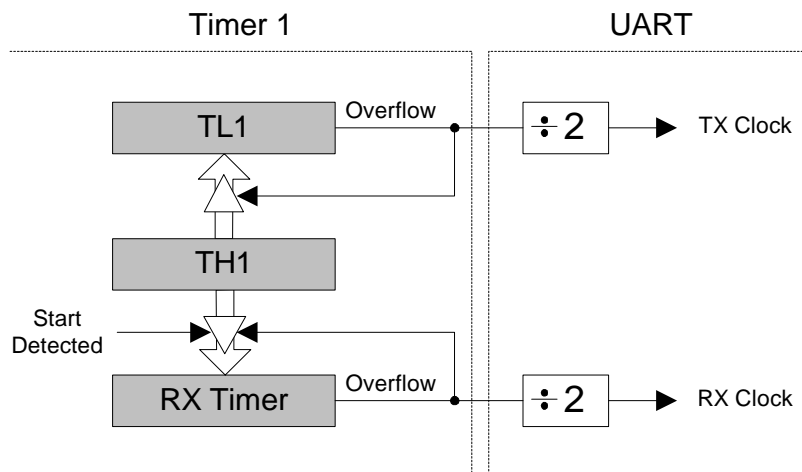 Timer 1
UART
TL1
Overflow
÷ 2
TX Clock
TH1
Start
Detected
RX Timer
Overflow
÷ 2
RX Clock